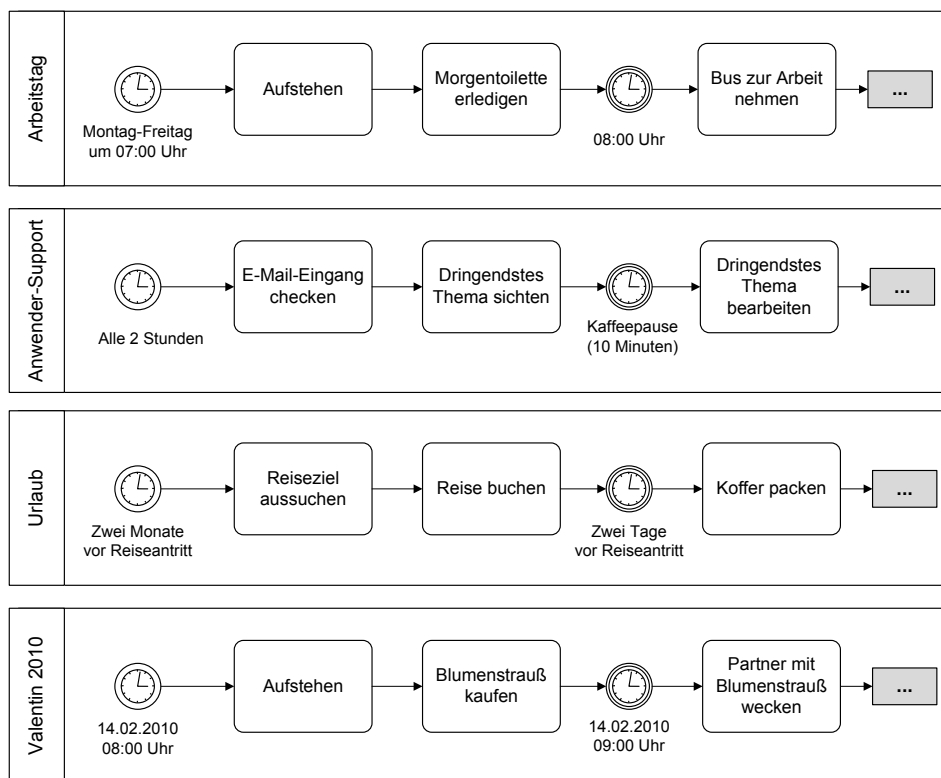 Arbeitstag
Montag-Freitag
um 07:00 Uhr
Aufstehen
Morgentoilette
erledigen
08:00 Uhr
Bus zur Arbeit
nehmen
...
Anwender-Support
Alle 2 Stunden
E-Mail-Eingang
checken
Dringendstes
Thema sichten
Kaffeepause
(10 Minuten)
Dringendstes
Thema
bearbeiten
...
Urlaub
Zwei Monate
vor Reiseantritt
Reiseziel
aussuchen
Reise buchen
Zwei Tage
vor Reiseantritt
Koffer packen
...
Valentin 2010
14.02.2010
08:00 Uhr
Aufstehen
Blumenstrauß
kaufen
14.02.2010
09:00 Uhr
Partner mit
Blumenstrauß
wecken
...